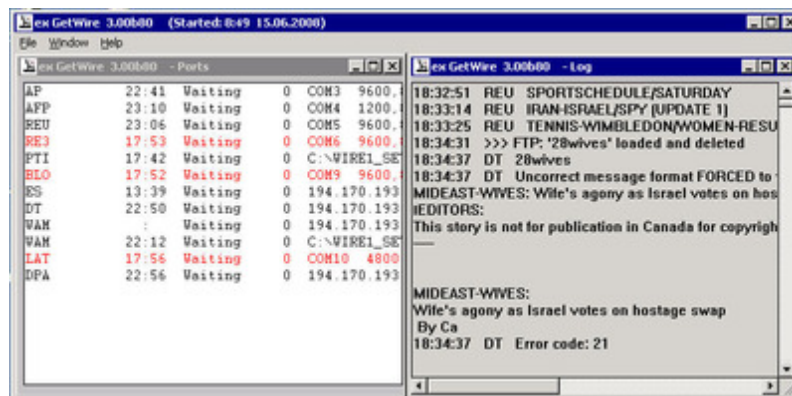 ex GetWire 3.00b80 (Started: 8:49 15.06.2008)
File Window Help
ex GetWire 3.00b80 - Ports
AP 22:41 Waiting 0 COM3 9600,
AFP 23:10 Waiting 0 COM4 1200,
REU 23:06 Waiting 0 COM5 9600,
RE3 17:53 Waiting 0 COM6 9600,
PTI 17:42 Waiting 0 C:\WIRE1_SE
BLO 17:52 Waiting 0 COM9 9600,
ES 13:39 Waiting 0 194.170.193
DT 22:50 Waiting 0 194.170.193
WAM : Waiting 0 194.170.193
WAM 22:12 Waiting 0 C:\WIRE1_SE
LAT 17:56 Waiting 0 COM10 4800
DPA 22:56 Waiting 0 194.170.193
ex GetWire 3.00b80 - Log
18:32:51 REU SPORTSCHEDULE/SATURDAY
18:33:14 REU IRAN-ISRAEL/SPY (UPDATE 1)
18:33:25 REU TENNIS-WIMBLEDON/WOMEN-RESU
18:34:31 >>> FTP: '28wives' loaded and deleted
18:34:37 DT 28wives
18:34:37 DT Uncorrect message format FORCED to
MIDEAST-WIVES: Wife's agony as Israel votes on hos
EDITORS:
This story is not for publication in Canada for copyrigh
MIDEAST-WIVES:
Wife's agony as Israel votes on hostage swap
By Ca
18:34:37 DT Error code: 21